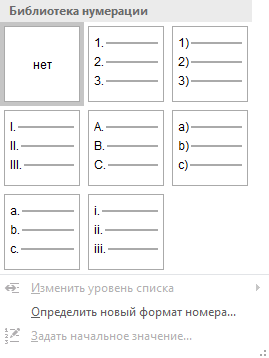 Библиотека нумерации
нет
1.
2.
3.
1)
2)
3)
I.
II.
III.
A.
B.
C.
a)
b)
c)
a.
b.
c.
i.
ii.
iii.
Изменить уровень списка
Определить новый формат номера...
Задать начальное значение...